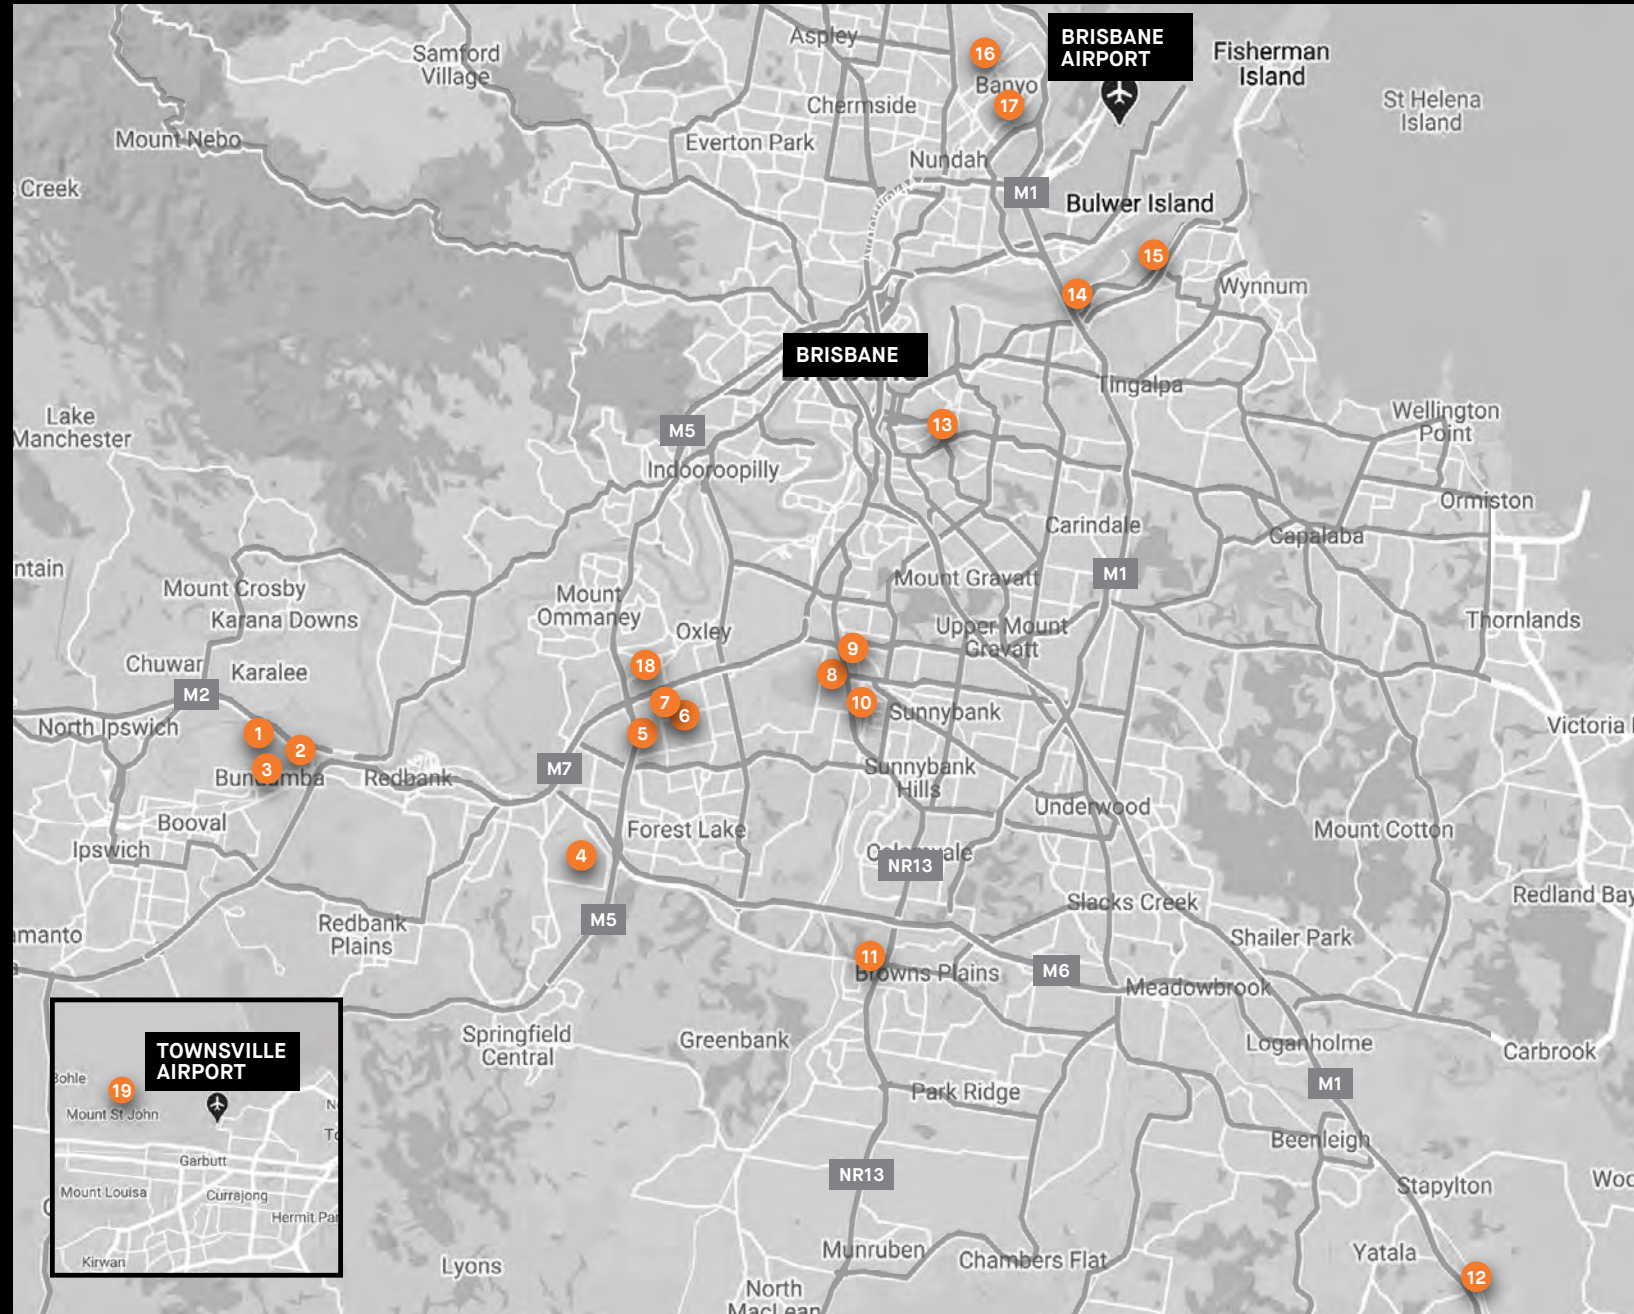 Aspley
16
BRISBANE
AIRPORT
Fisherman
Island
Samford
Village
Banyo
17
Chermside
St Helena
Island
Mount Nebo
Everton Park
Nundah
Creek
M1
Bulwer Island
15
14
Wynnum
BRISBANE
Tingalpa
Lake
Manchester
M5
13
Wellington
Point
Indooroopilly
Ormiston
Carindale
Capalaba
ntain
Mount Gravatt
M1
Mount Crosby
Mount
Ommaney
Karana Downs
Oxley
Upper Mount
Gravatt
Thornlands
Chuwar
Karalee
18
9
8
M2
7
6
10
Sunnybank
North Ipswich
1
2
3
5
Victoria
Bundamba
Redbank
M7
Sunnybank
Hills
Underwood
Booval
Forest Lake
Mount Cotton
Ipswich
4
NR13
Slacks Creek
Redland Bay
Redbank
Plains
M5
amanto
Shailer Park
11
Browns Plains
M6
Meadowbrook
Springfield
Central
Greenbank
Loganholme
Carbrook
TOWNSVILLE
AIRPORT
Bohle
19
Mount St John
Park Ridge
M1
Garbutt
Beenleigh
Mount Louisa
Currajong
Hermit Par
Kirwan
NR13
Stapylton
Woo
Munruben
Chambers Flat
Yatala
Lyons
12
North
MacLean